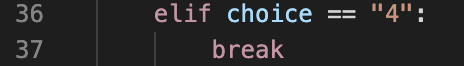 36 elif choice == "4":
37 break